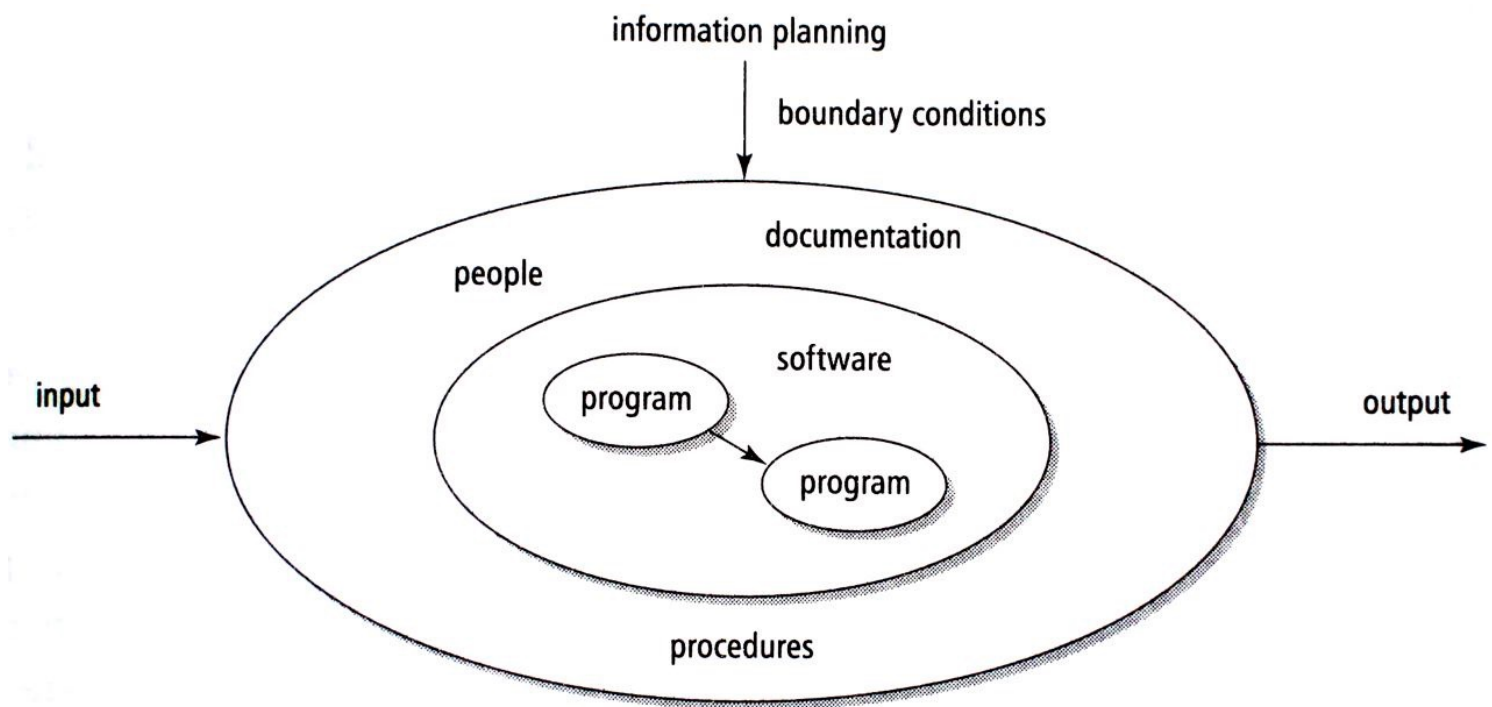 information planning
boundary conditions
documentation
people
software
input
program
output
program
procedures